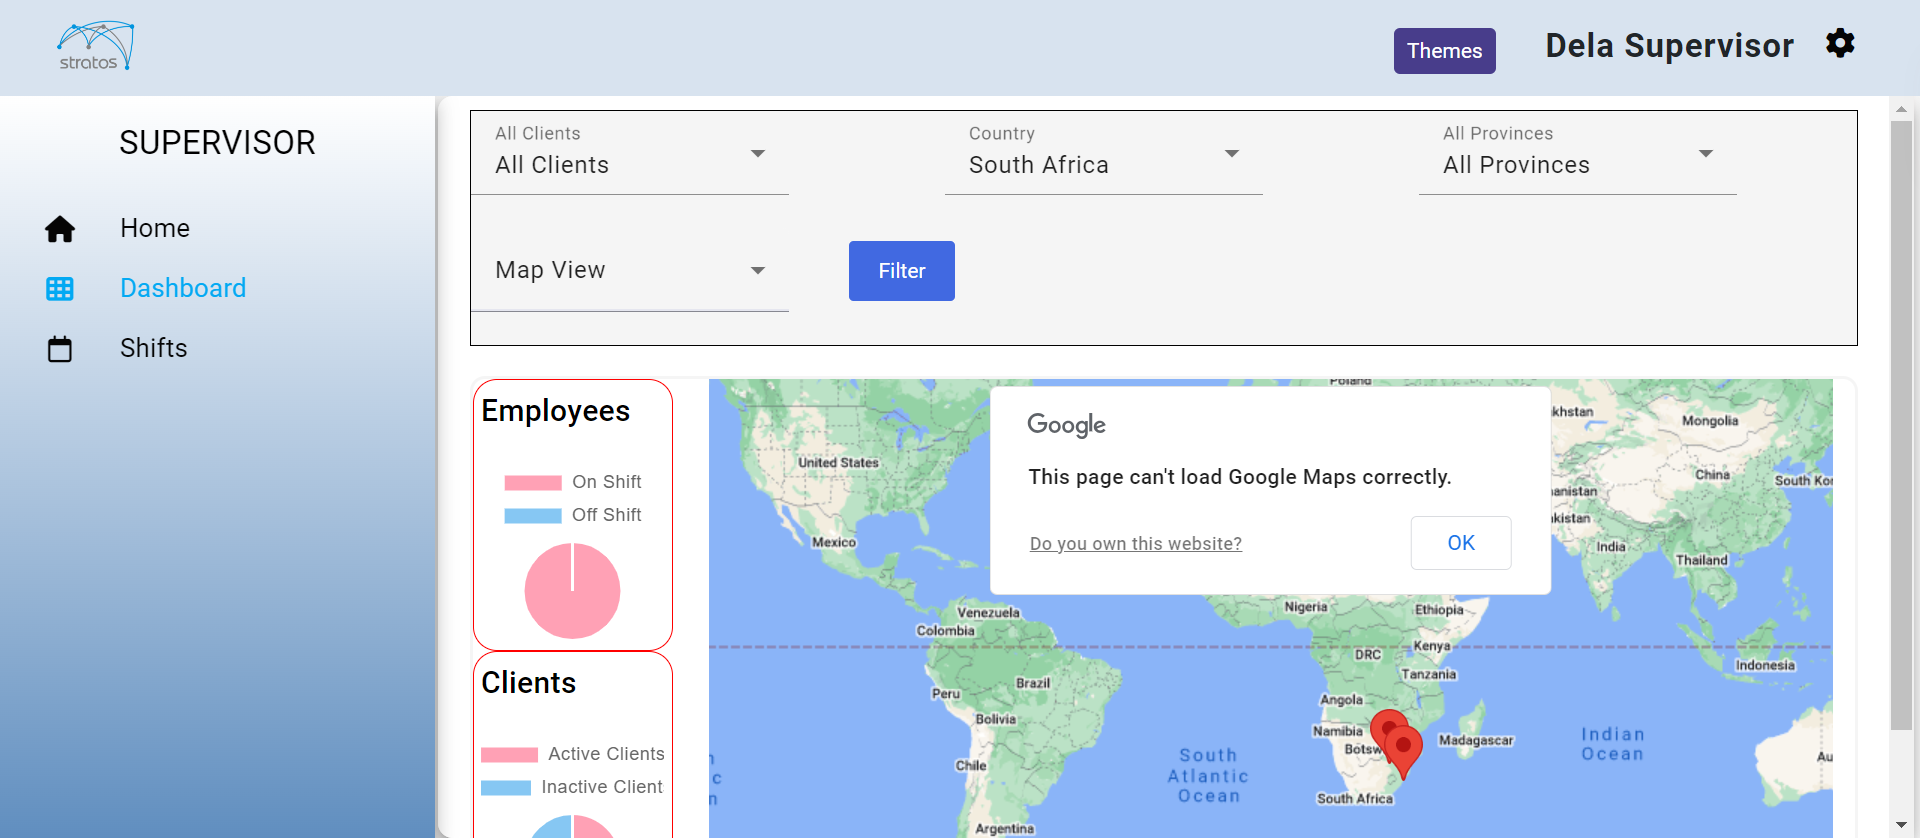 stratos
Themes
Dela Supervisor
SUPERVISOR
Home
Dashboard
Shifts
All Clients
All Clients
Country
South Africa
All Provinces
All Provinces
Map View
Filter
Employees
On Shift
Off Shift
Clients
Active Clients
Inactive Client
Poland
Google
This page can't load Google Maps correctly.
Do you own this website?
OK
khstan
Mongolia
United States
China
South Ko
anistan
kistan
Mexico
India
Thailand
Venezuela
Nigeria
Ethiopia
Colombia
Kenya
DRC
Indonesia
Tanzania
Brazil
Peru
Angola
Bolivia
Namibia
Botsw
Madagascar
Indian
Ocean
South
Atlantic
Ocean
Chile
Au
South Africa
Argentina